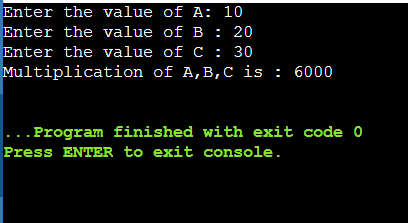 Enter the value of A: 10
Enter the value of B : 20
Enter the value of C : 30
Multiplication of A,B,C is : 6000
...Program finished with exit code 0
Press ENTER to exit console.